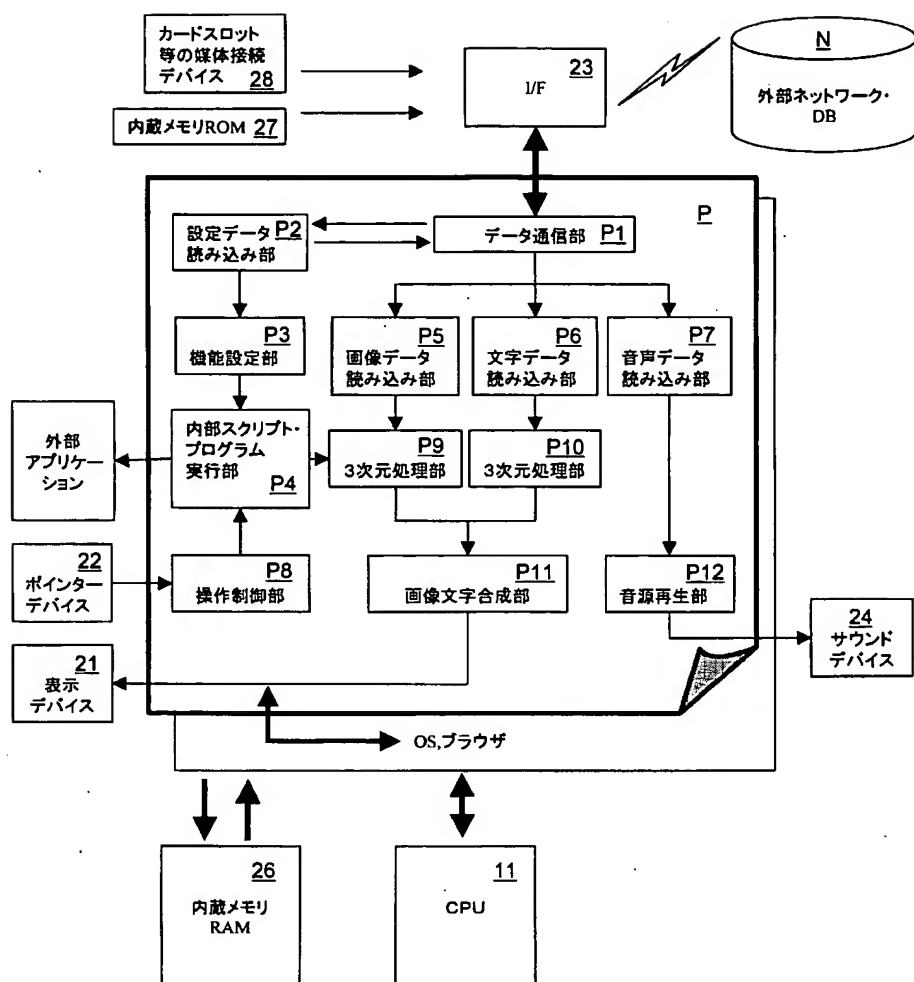 カードスロット
等の媒体接続
デバイス 28
内蔵メモリROM 27
23
I/F
N
外部ネットワーク・
DB
P
設定データ P2
読み込み部
データ通信部 P1
P3
機能設定部
P5
画像データ
読み込み部
P6
文字データ
読み込み部
P7
音声データ
読み込み部
外部
アプリケー
ション
内部スクリプト・
プログラム
実行部
P4
P9
3次元処理部
P10
3次元処理部
22
ポインター
デバイス
P8
操作制御部
P11
画像文字合成部
P12
音源再生部
24
サウンド
デバイス
21
表示
デバイス
OS,ブラウザ
26
内蔵メモリ
RAM
11
CPU